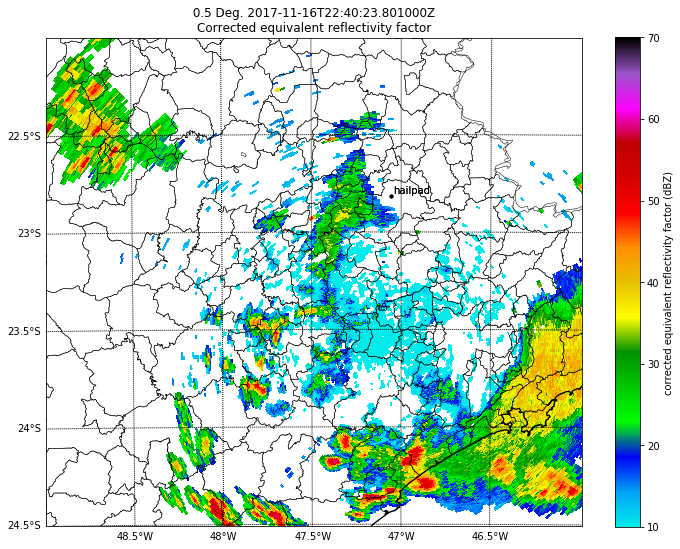 0.5 Deg. 2017-11-16T22:40:23.801000Z
Corrected equivalent reflectivity factor
70
60
50
40
30
20
10
corrected equivalent reflectivity factor (dBZ)
22.5°S
23°S
23.5°S
24°S
24.5°S
hailpad
48.5°W
48°W
47.5°W
47°W
46.5°W